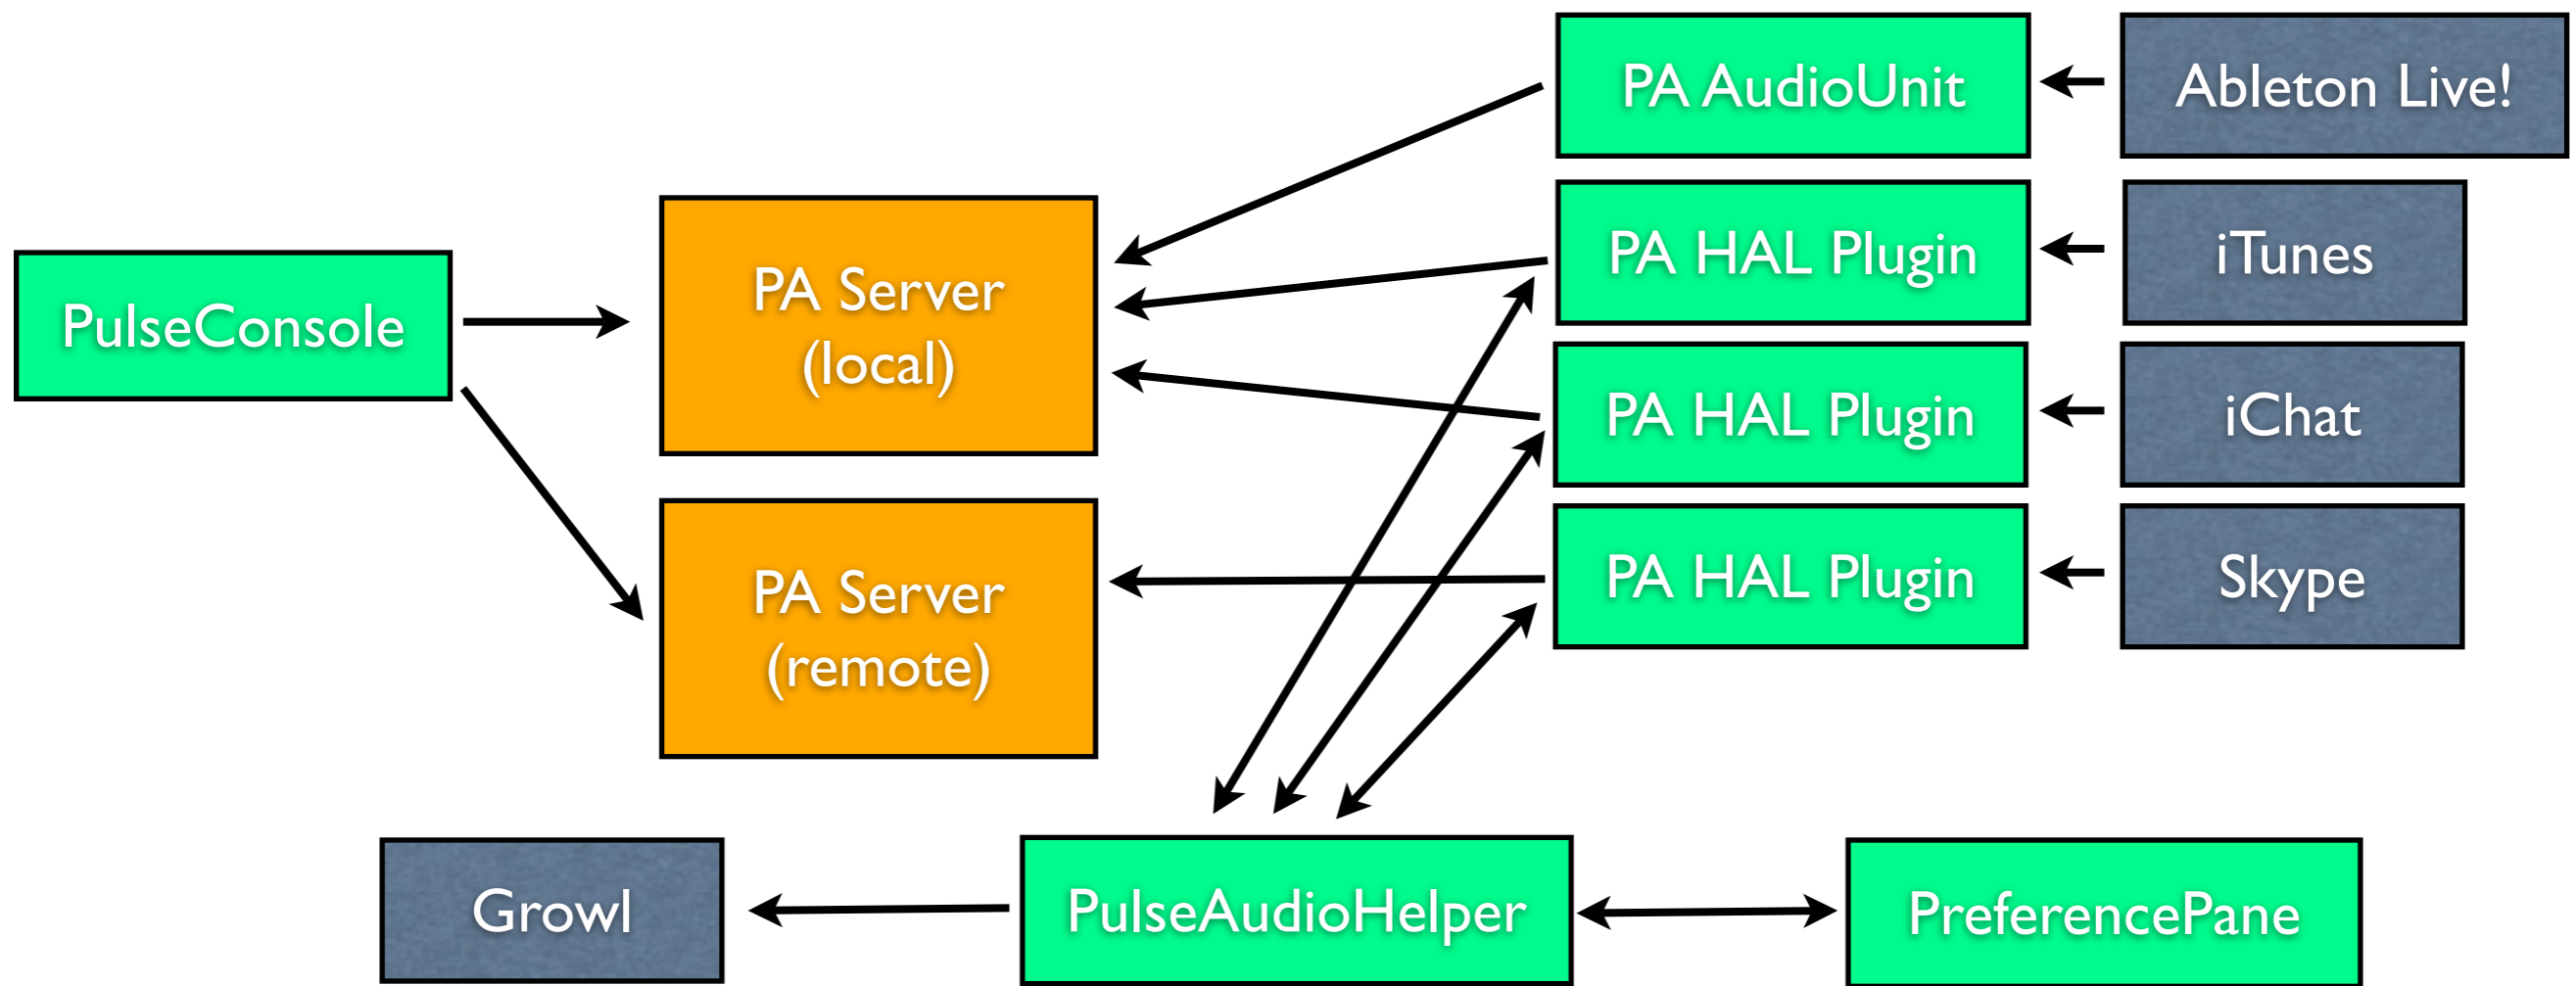 PA AudioUnit
Ableton Live!
PA HAL Plugin
iTunes
PulseConsole
PA Server
(local)
PA HAL Plugin
iChat
PA Server
(remote)
PA HAL Plugin
Skype
Growl
PulseAudioHelper
PreferencePane